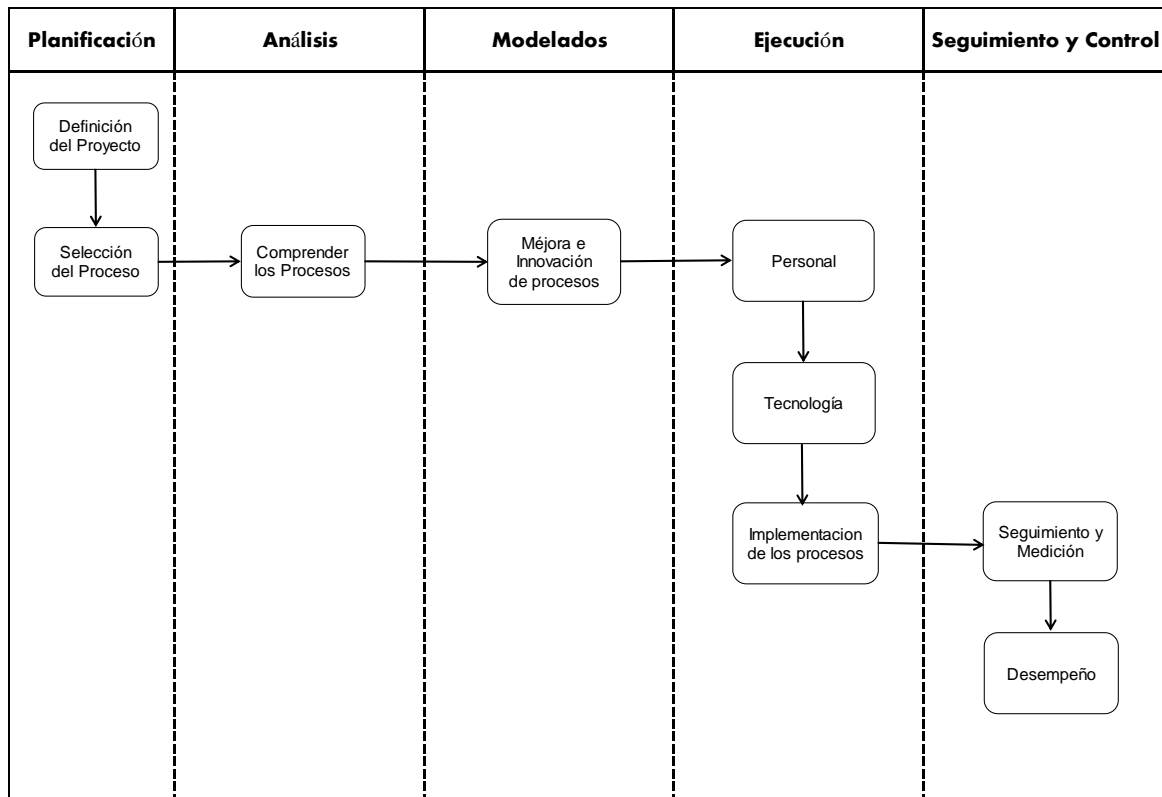 Planificación
Análisis
Modelados
Ejecución
Seguimiento y Control
Definición
del Proyecto
Selección
del Proceso
Comprender
los Procesos
Méjora e
Innovación
de procesos
Personal
Tecnología
Implementacion
de los procesos
Seguimiento y
Medición
Desempeño